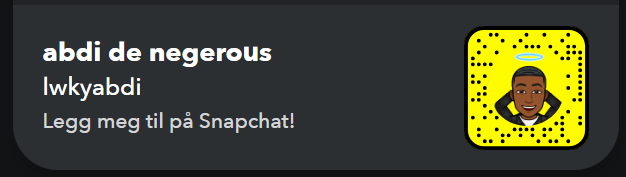 abdi de negerous
lwkyabdi
Legg meg til på Snapchat!